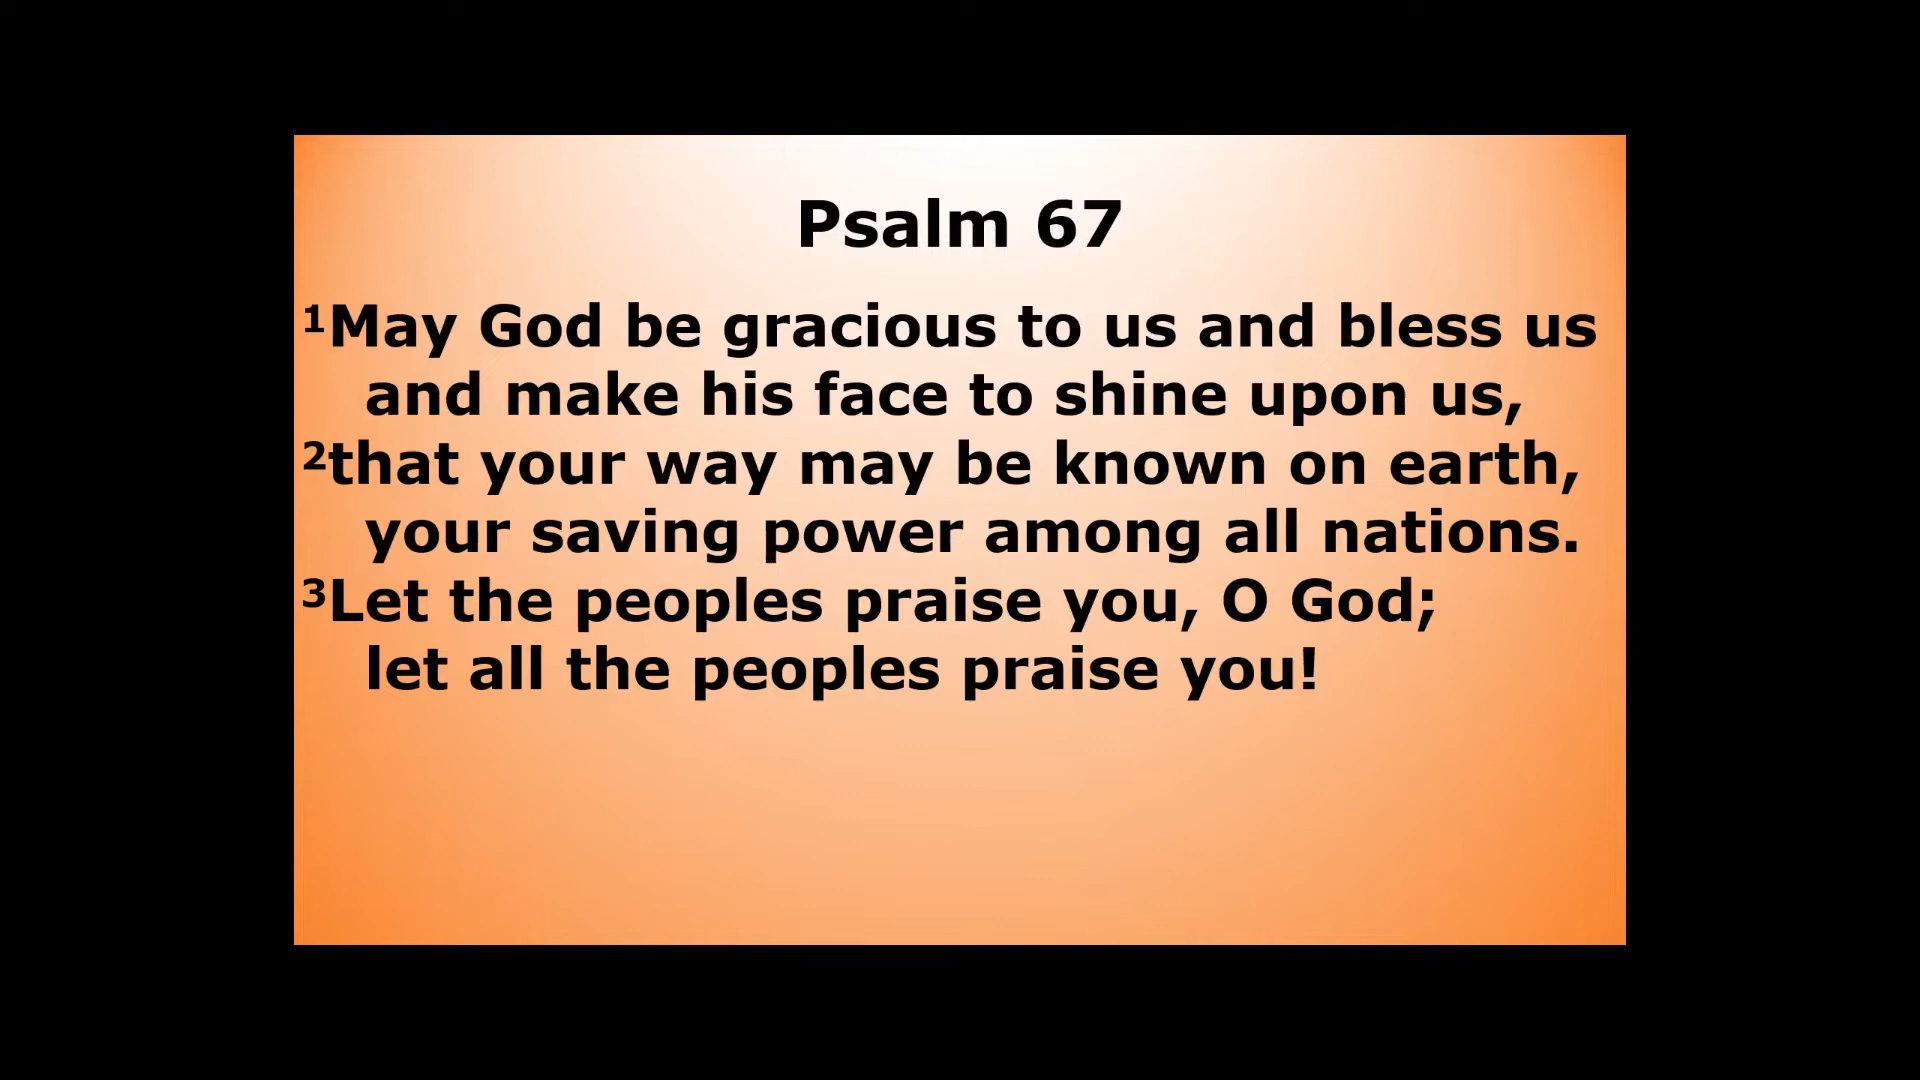 Psalm 67
¹May God be gracious to us and bless us
and make his face to shine upon us,
²that your way may be known on earth,
your saving power among all nations.
³Let the peoples praise you, O God;
let all the peoples praise you!